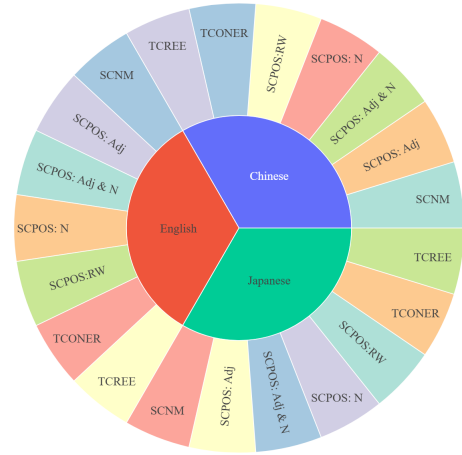 Chinese
SCNM
SCPOS: Adj
SCPOS: Adj & N
SCPOS: N
SCPOS:RW
TCONER
TCREE
English
SCNM
SCPOS: Adj
SCPOS: Adj & N
SCPOS: N
SCPOS:RW
TCONER
TCREE
Japanese
SCNM
SCPOS: Adj
SCPOS: Adj & N
SCPOS: N
SCPOS:RW
TCONER
TCREE